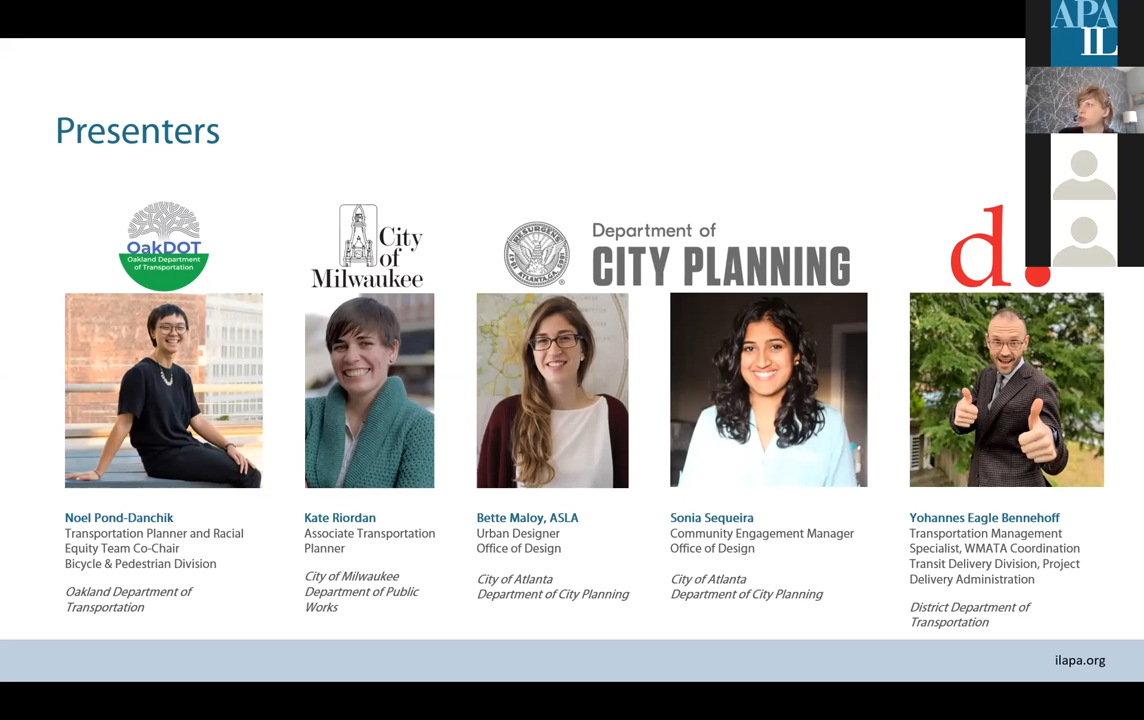 APA
IL
Presenters
OakDOT
Oakland Department
of Transportation
City
of
Milwaukee
RESURGENS
1847 ATLANTA, GA. 1865
Department of
CITY PLANNING
d.
Noel Pond-Danchik
Transportation Planner and Racial
Equity Team Co-Chair
Bicycle & Pedestrian Division
Oakland Department of
Transportation
Kate Riordan
Associate Transportation
Planner
City of Milwaukee
Department of Public
Works
Bette Maloy, ASLA
Urban Designer
Office of Design
City of Atlanta
Department of City Planning
Sonia Sequeira
Community Engagement Manager
Office of Design
City of Atlanta
Department of City Planning
Yohannes Eagle Bennehoff
Transportation Management
Specialist, WMATA Coordination
Transit Delivery Division, Project
Delivery Administration
District Department of
Transportation
ilapa.org